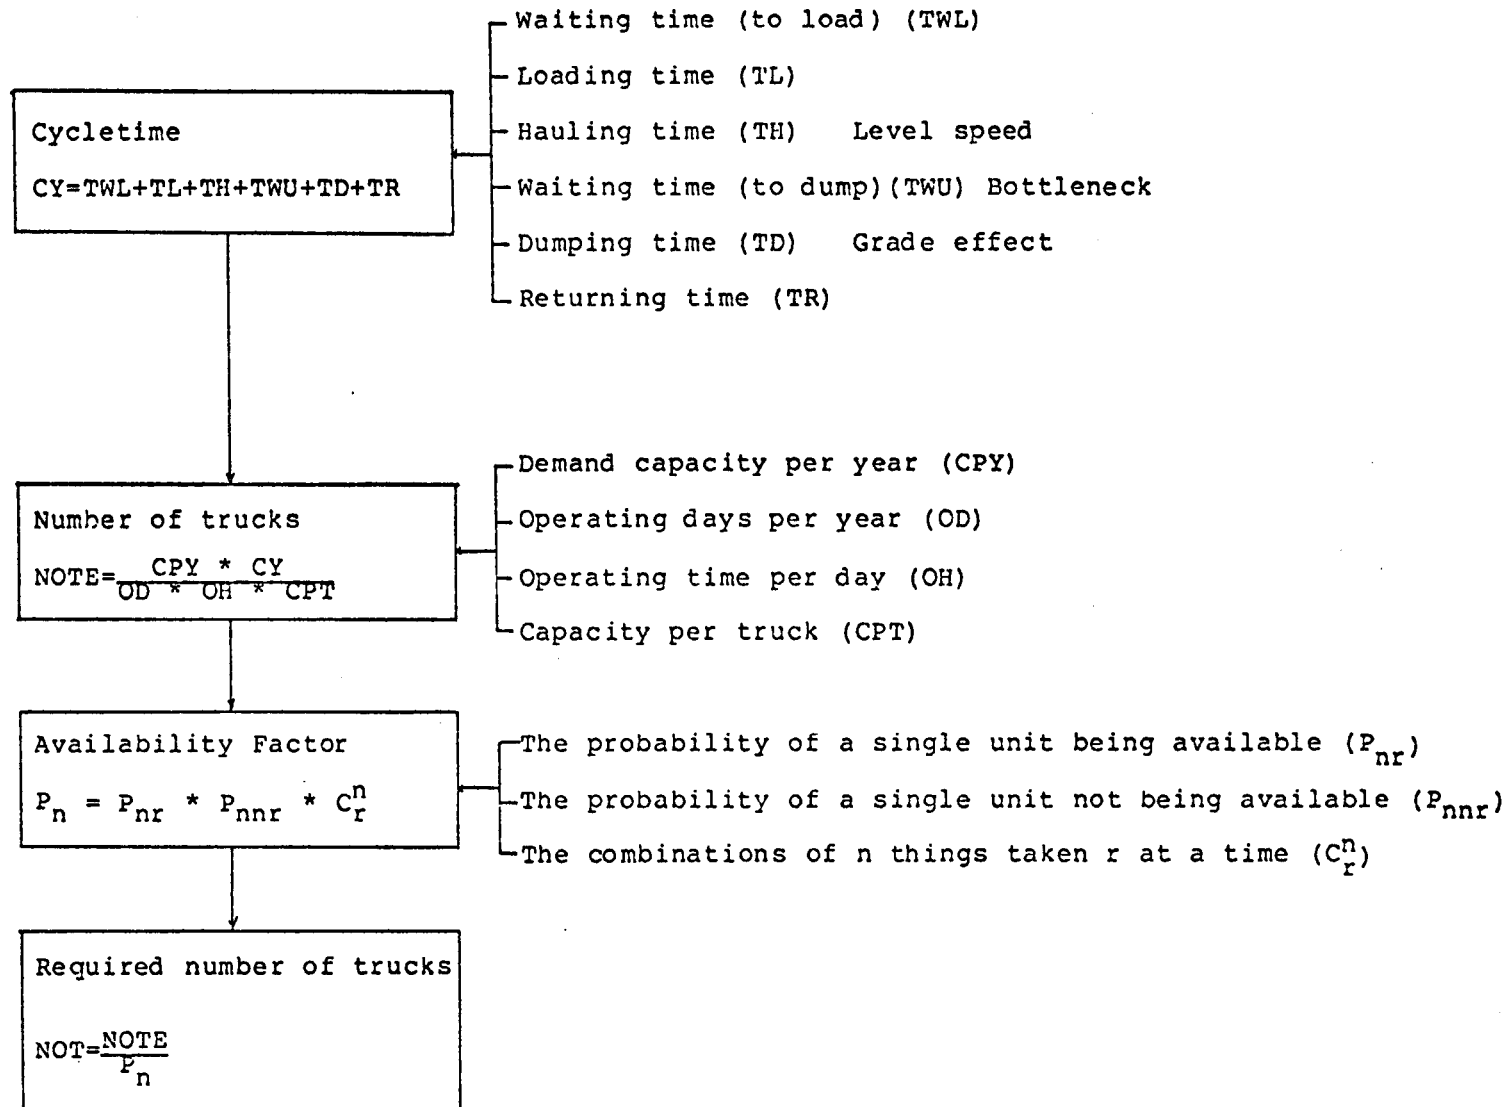 Waiting time (to load) (TWL)
Loading time (TL)
Hauling time (TH) Level speed
Waiting time (to dump)(TWU) Bottleneck
Dumping time (TD) Grade effect
Returning time (TR)
Cycletime
CY=TWL+TL+TH+TWU+TD+TR
Demand capacity per year (CPY)
Operating days per year (OD)
Operating time per day (OH)
Capacity per truck (CPT)
Number of trucks
NOTE=CPY * CY
OD * OH * CPT
The probability of a single unit being available (Pnr)
The probability of a single unit not being available (Pnnr)
The combinations of n things taken r at a time (C^n_r)
Availability Factor
Pn = Pnr * Pnnr * C^n_r
Required number of trucks
NOT=NOTE
Pn